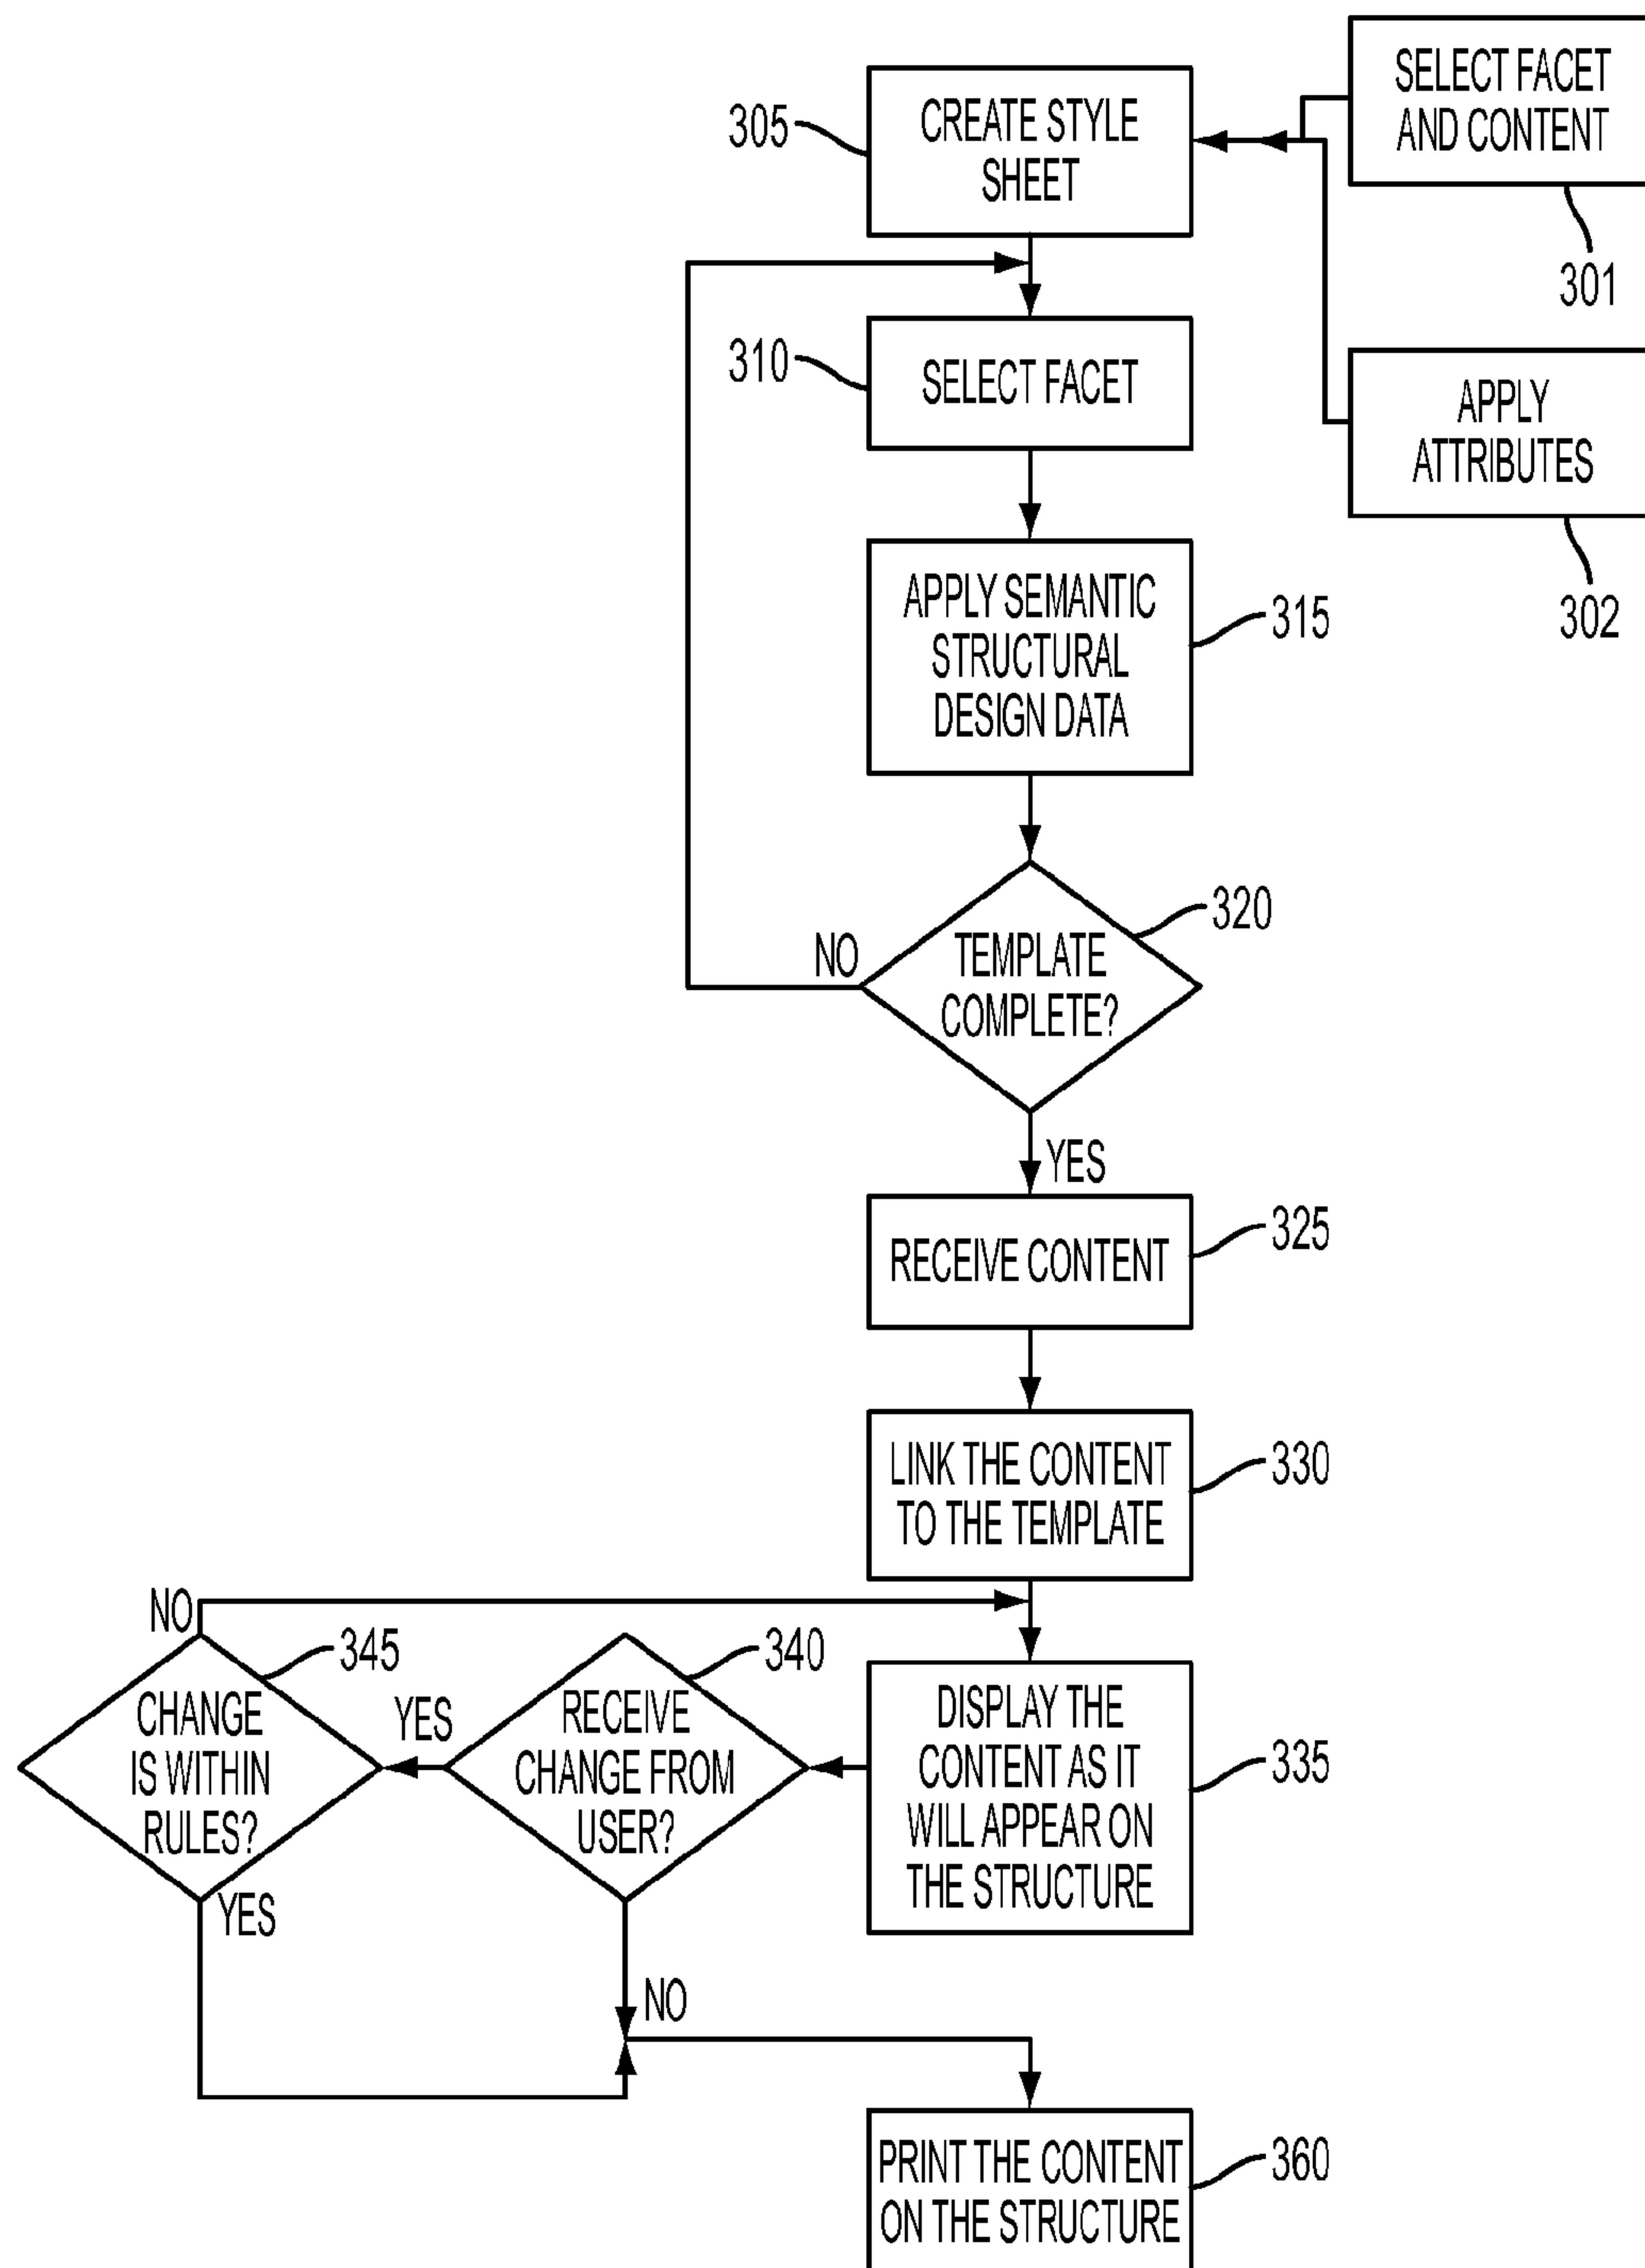 SELECT FACET
AND CONTENT
301
305
CREATE STYLE
SHEET
310
SELECT FACET
APPLY
ATTRIBUTES
302
APPLY SEMANTIC
STRUCTURAL
DESIGN DATA
315
320
NO
TEMPLATE
COMPLETE?
YES
RECEIVE CONTENT
325
LINK THE CONTENT
TO THE TEMPLATE
330
NO
345
CHANGE
IS WITHIN
RULES?
YES
YES
340
RECEIVE
CHANGE FROM
USER?
NO
DISPLAY THE
CONTENT AS IT
WILL APPEAR ON
THE STRUCTURE
335
PRINT THE CONTENT
ON THE STRUCTURE
360